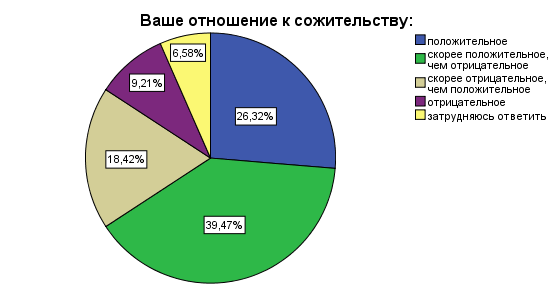 Ваше отношение к сожительству:
положительное
скорее положительное,
чем отрицательное
скорее отрицательное,
чем положительное
отрицательное
затрудняюсь ответить
6,58%
9,21%
26,32%
18,42%
39,47%